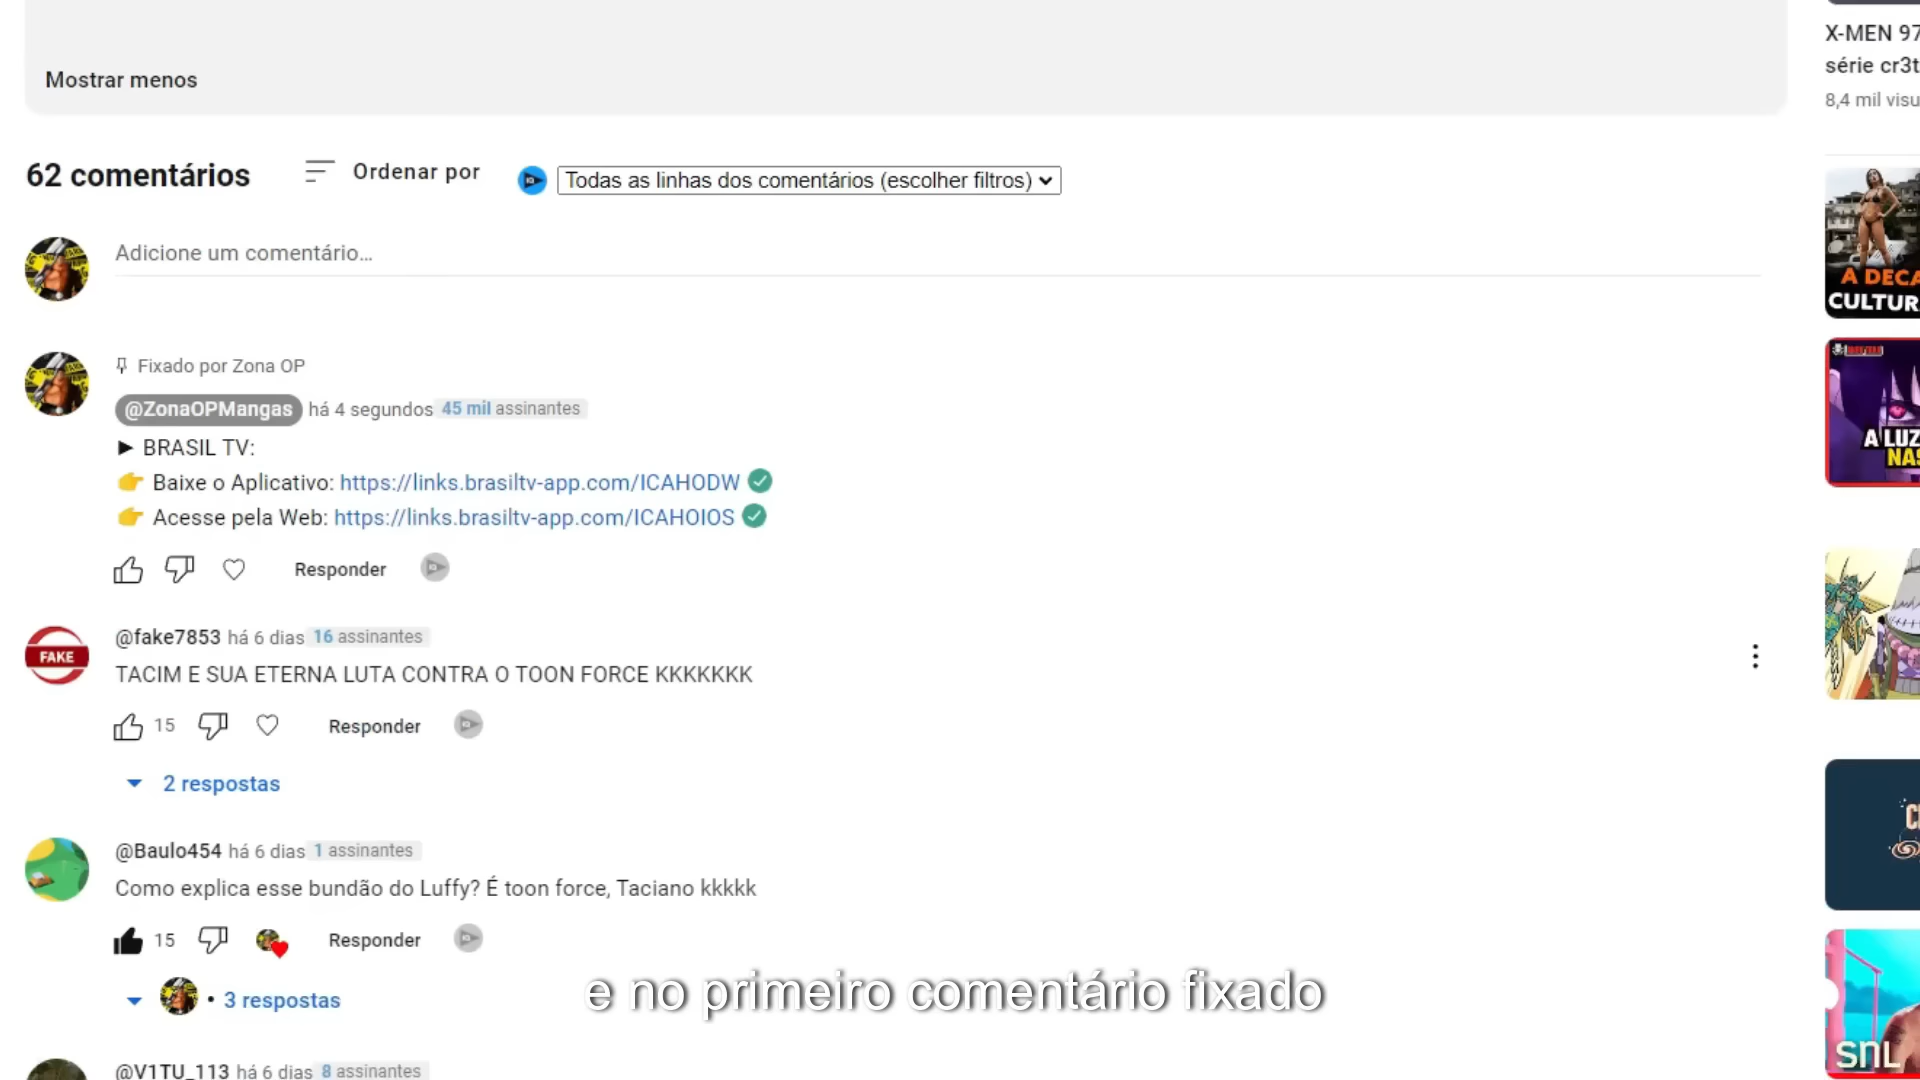 Mostrar menos
62 comentários
Ordenar por
Todas as linhas dos comentários (escolher filtros)
Adicione um comentário...
Fixado por Zona OP
@ZonaOPMangas há 4 segundos 45 mil assinantes
► BRASIL TV:
👉 Baixe o Aplicativo: https://links.brasiltv-app.com/ICAHODW
👉 Acesse pela Web: https://links.brasiltv-app.com/ICAHOIOS
Responder
FAKE
@fake7853 há 6 dias 16 assinantes
TACIM E SUA ETERNA LUTA CONTRA O TOON FORCE KKKKKKK
15 Responder
2 respostas
@Baulo454 há 6 dias 1 assinantes
Como explica esse bundão do Luffy? É toon force, Taciano kkkkk
15 Responder
• 3 respostas
e no primeiro comentário fixado
@V1TU_113 há 6 dias 8 assinantes
X-MEN 97
série cr3t
8,4 mil visu
A DECA
CULTUR
A LUZ
NAS
SNL